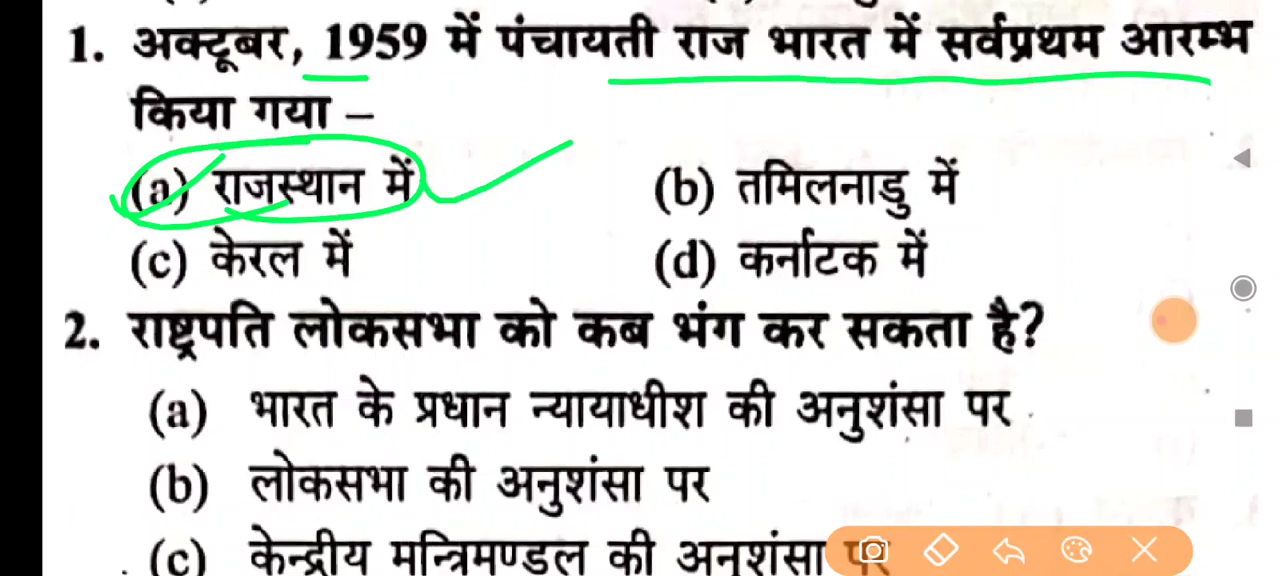 1. अक्टूबर, 1959 में पंचायती राज भारत में सर्वप्रथम आरम्भ
किया गया –
(a) राजस्थान में (b) तमिलनाडु में
(c) केरल में (d) कर्नाटक में
2. राष्ट्रपति लोकसभा को कब भंग कर सकता है?
(a) भारत के प्रधान न्यायाधीश की अनुशंसा पर
(b) लोकसभा की अनुशंसा पर
(c) केन्द्रीय मन्त्रिमण्डल की अनुशंसा पर